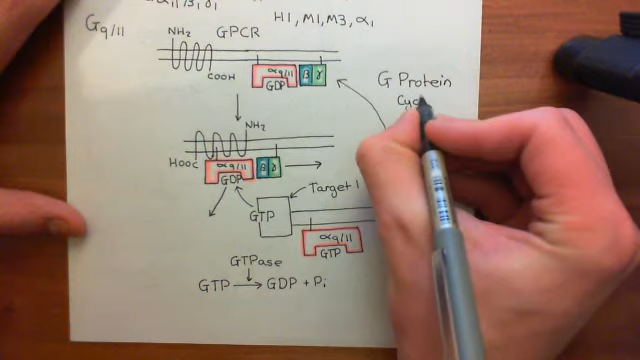 H1, M1, M3, α1
Gq/11
NH2
GPCR
COOH
αq/11 β γ
GDP
G Protein
NH2
HOOC
αq/11 β γ
GDP
Target 1
GTP
αq/11
GTP
GTPase
GTP → GDP + Pi